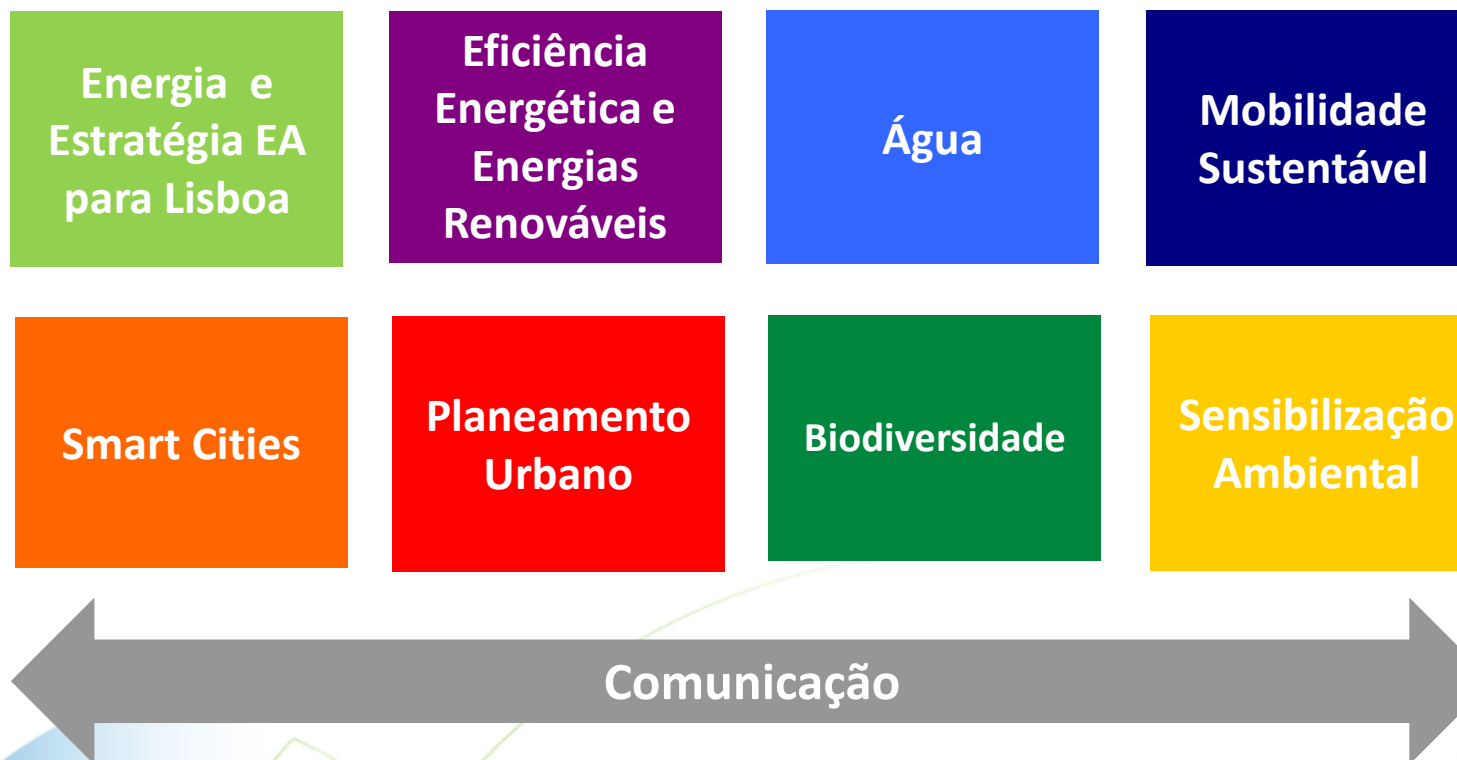 Energia e
Estratégia EA
para Lisboa
Eficiência
Energética e
Energias
Renováveis
Água
Mobilidade
Sustentável
Smart Cities
Planeamento
Urbano
Biodiversidade
Sensibilização
Ambiental
Comunicação